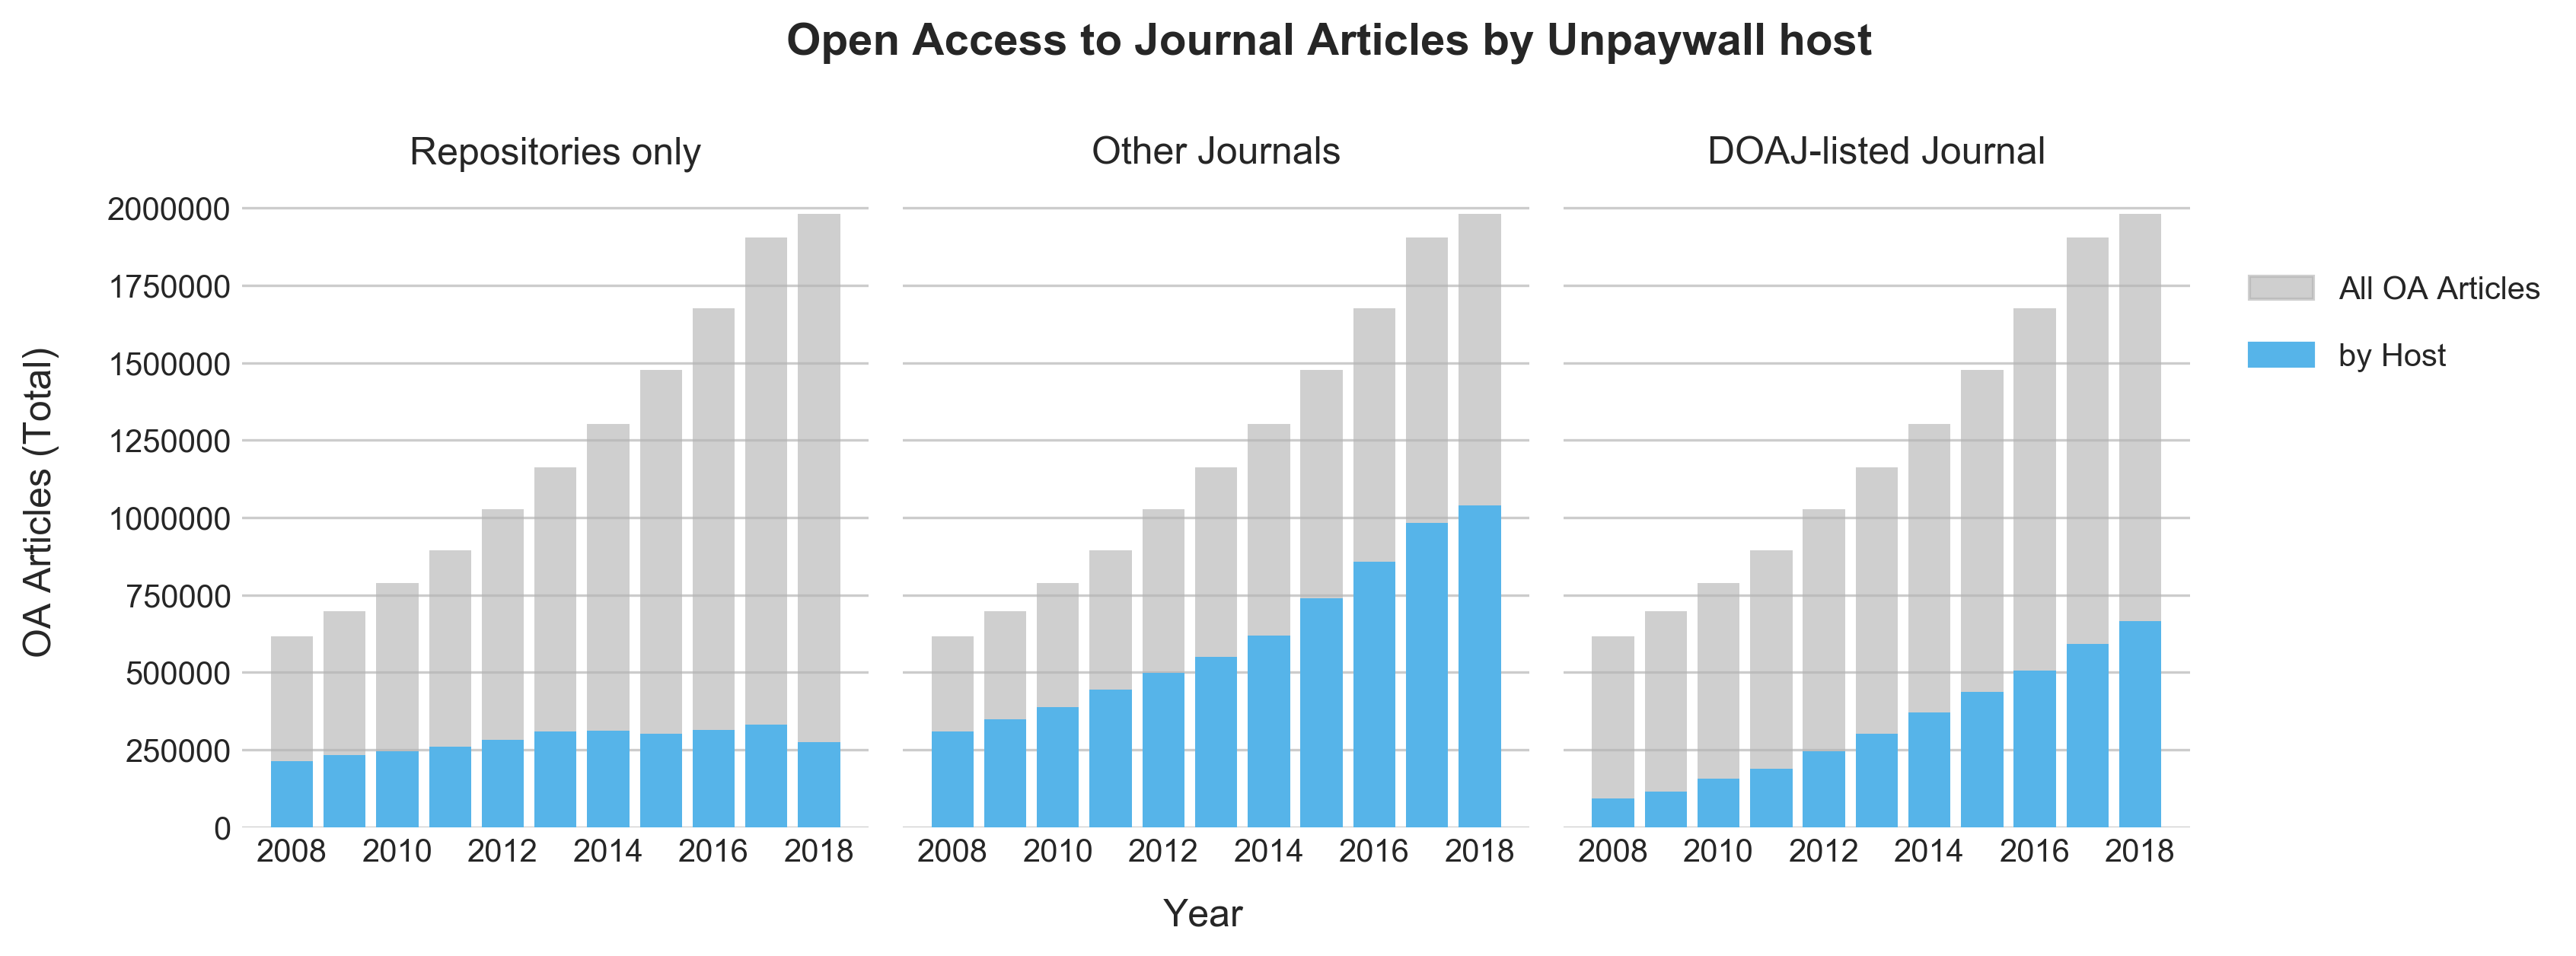 Open Access to Journal Articles by Unpaywall host
Repositories only
Other Journals
DOAJ-listed Journal
OA Articles (Total)
2000000
1750000
1500000
1250000
1000000
750000
500000
250000
0
2008 2010 2012 2014 2016 2018
2008 2010 2012 2014 2016 2018
2008 2010 2012 2014 2016 2018
Year
All OA Articles
by Host